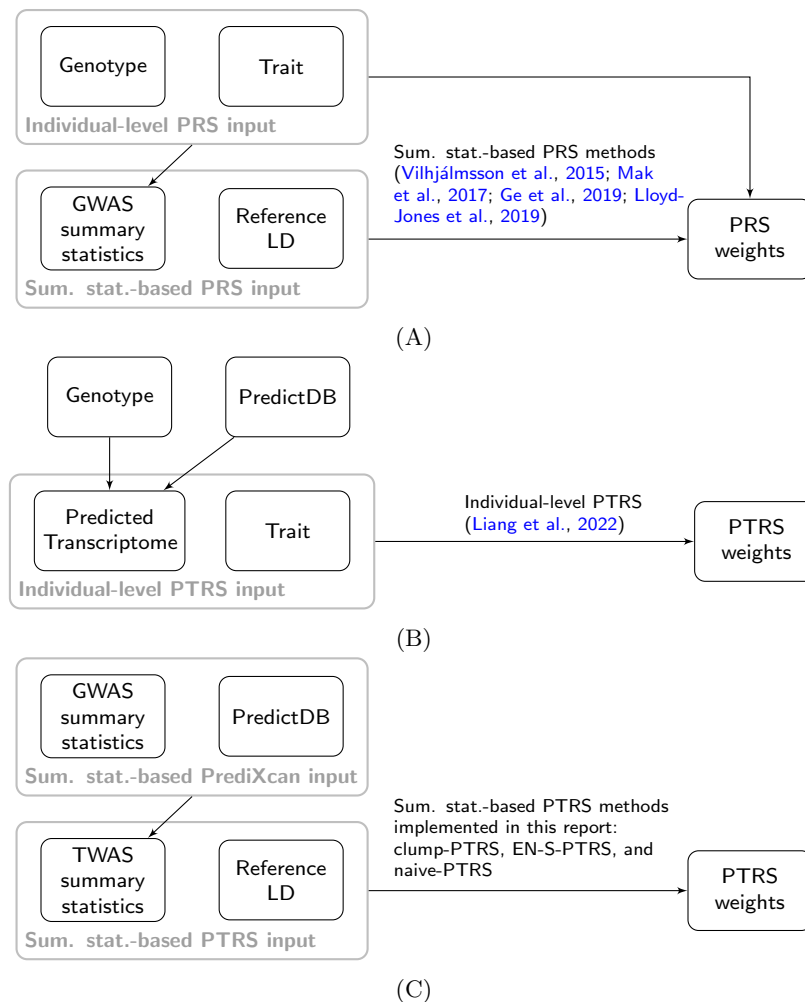 Genotype
Trait
Individual-level PRS input
Sum. stat.-based PRS methods
(Vilhjálmsson et al., 2015; Mak
et al., 2017; Ge et al., 2019; Lloyd-
Jones et al., 2019)
GWAS
summary
statistics
Reference
LD
Sum. stat.-based PRS input
PRS
weights
(A)
Genotype
PredictDB
Predicted
Transcriptome
Trait
Individual-level PTRS input
Individual-level PTRS
(Liang et al., 2022)
PTRS
weights
(B)
GWAS
summary
statistics
PredictDB
Sum. stat.-based PrediXcan input
Sum. stat.-based PTRS methods
implemented in this report:
clump-PTRS, EN-S-PTRS, and
naive-PTRS
TWAS
summary
statistics
Reference
LD
Sum. stat.-based PTRS input
PTRS
weights
(C)